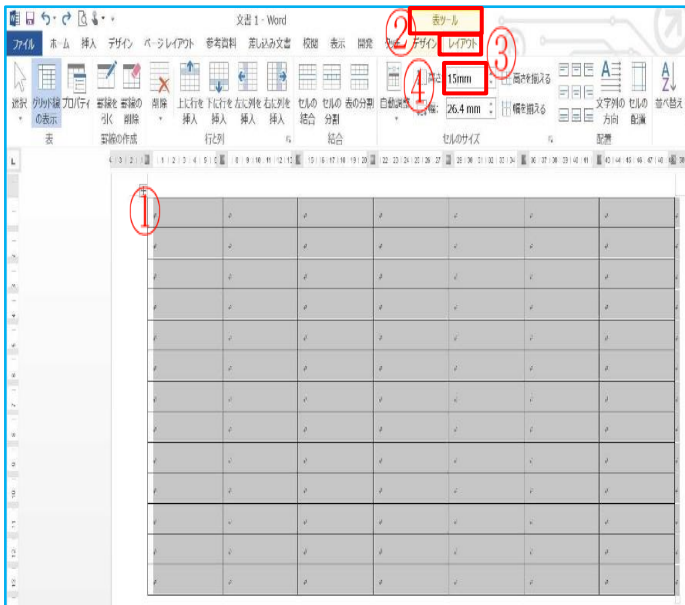 文書 1 - Word
② 表ツール
ファイル ホーム 挿入 デザイン ページ レイアウト 参考資料 差し込み文書 校閲 表示 開発 デザイン レイアウト ③
④ 高さ: 15mm 高さを揃える
幅: 26.4 mm 幅を揃える
選択 グリッド線の表示 プロパティ 罫線を引く 罫線の削除 削除 上に行を挿入 下に行を挿入 左に列を挿入 右に列を挿入 セルの結合 セルの分割 表の分割 自動調整 文字列の方向 セルの配置 並べ替え
表 罫線の作成 行と列 結合 セルのサイズ 配置
①